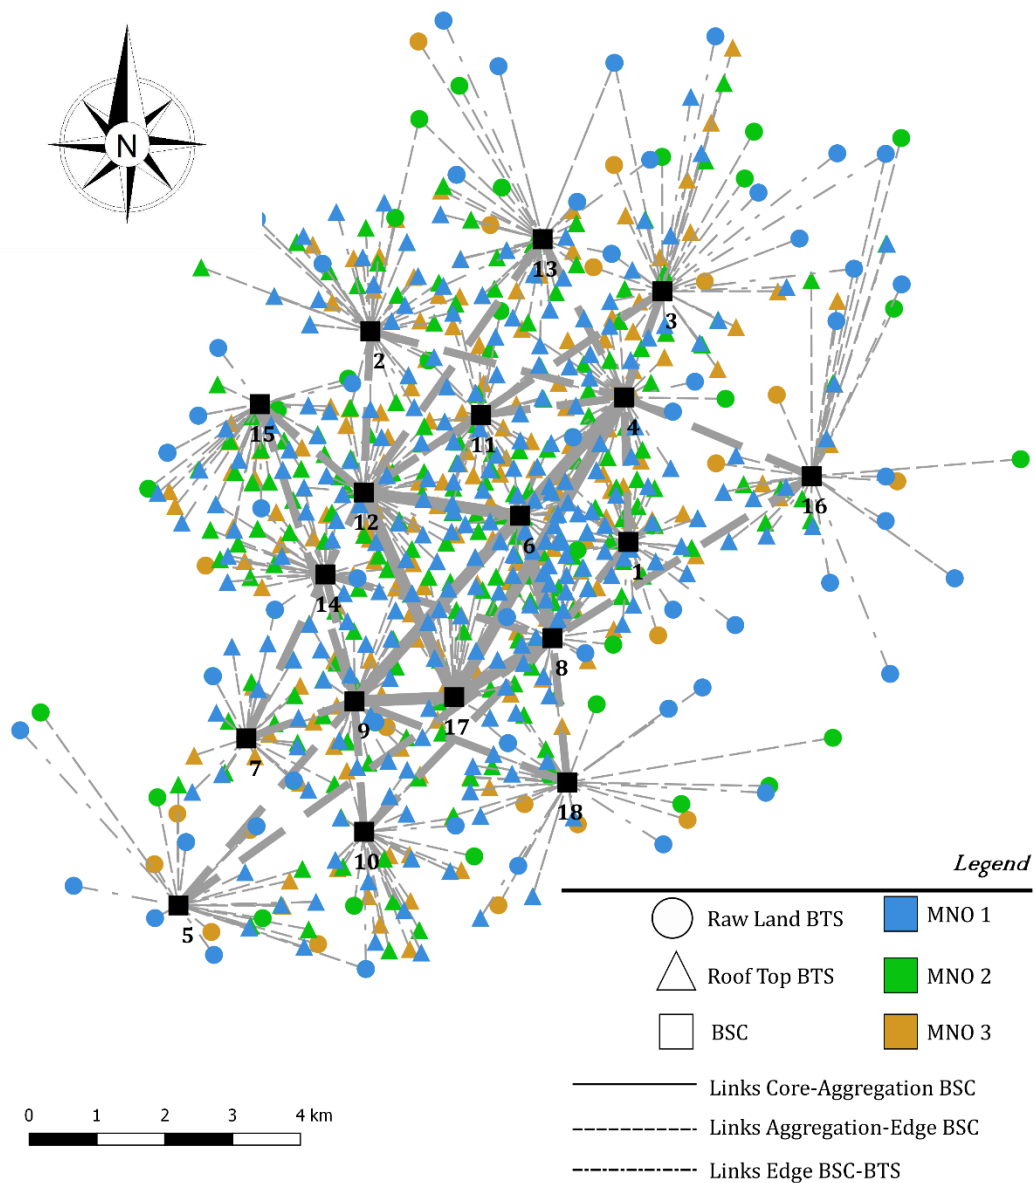 N
13
3
2
15
11
4
12
6
16
1
14
8
9
17
7
18
10
5
Legend
Raw Land BTS
MNO 1
Roof Top BTS
MNO 2
BSC
MNO 3
Links Core-Aggregation BSC
Links Aggregation-Edge BSC
Links Edge BSC-BTS
0 1 2 3 4 km